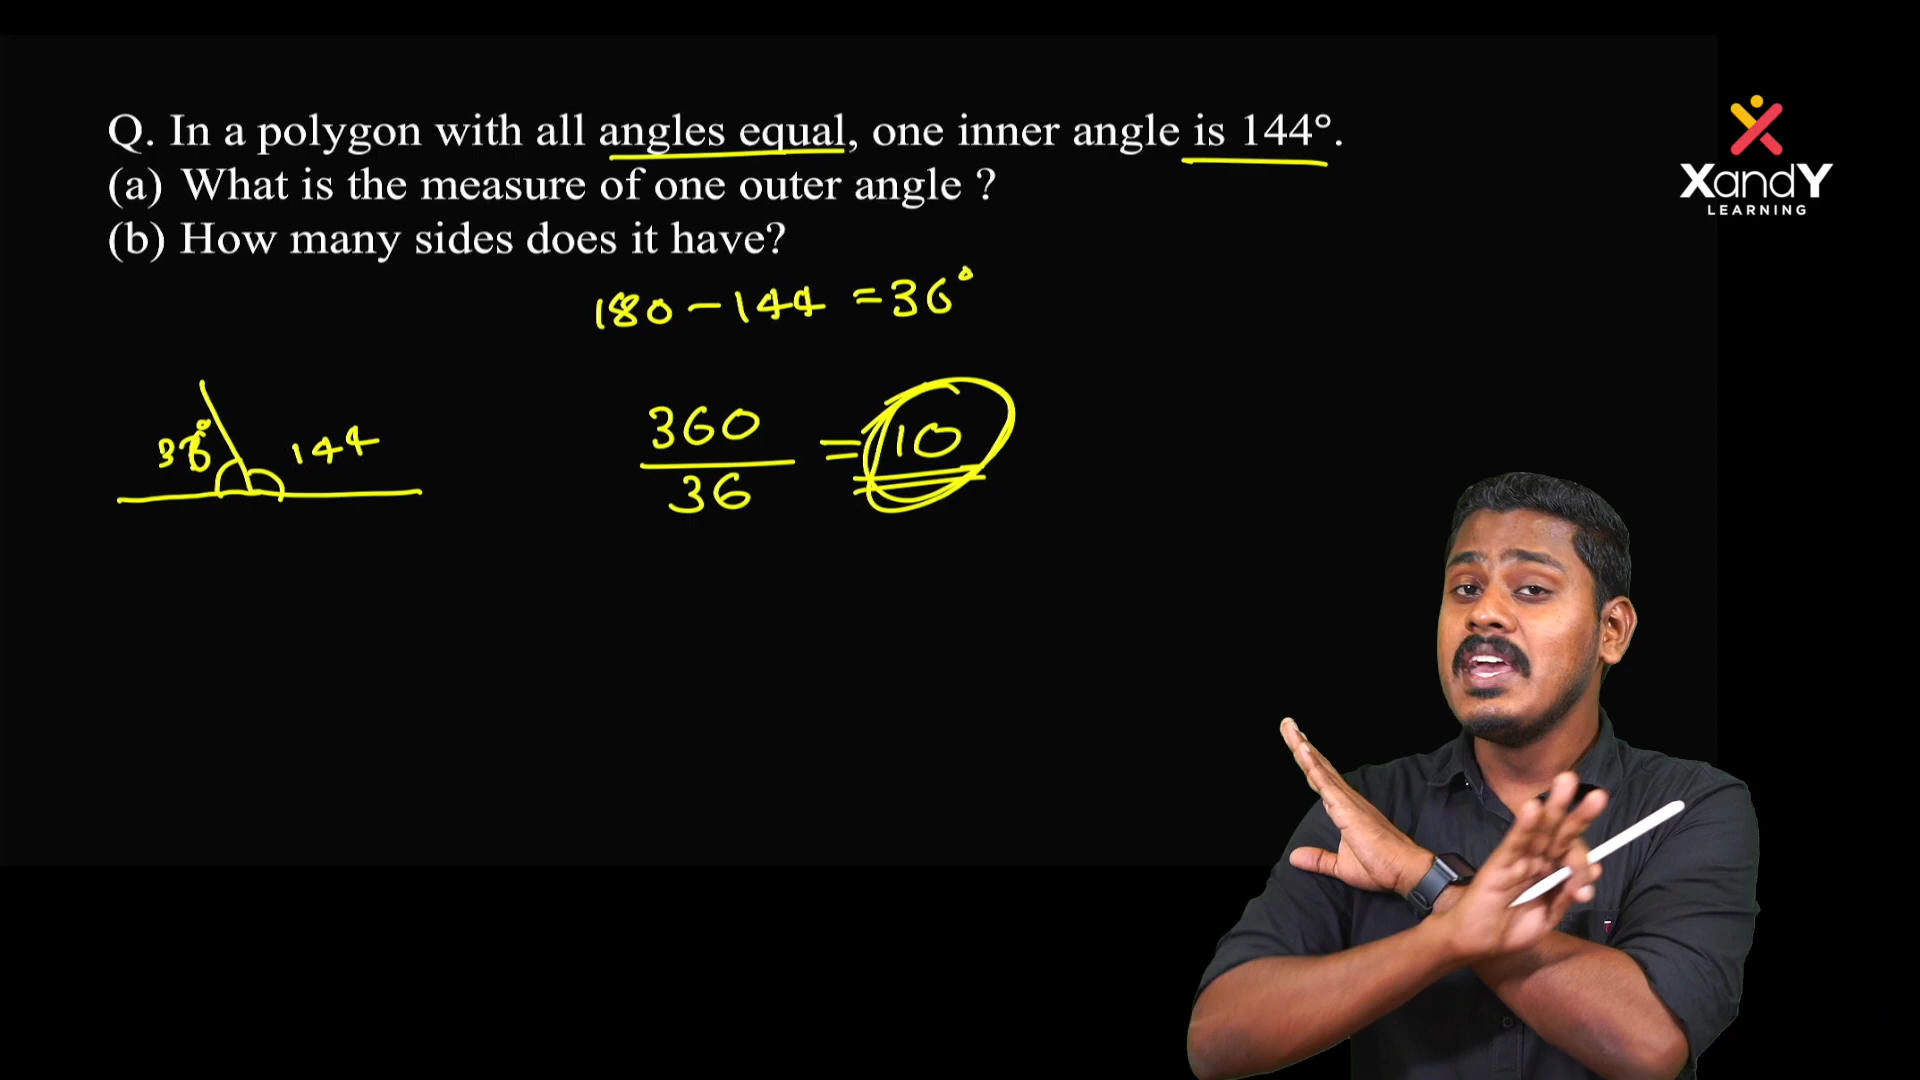 Q. In a polygon with all angles equal, one inner angle is 144°.
(a) What is the measure of one outer angle ?
(b) How many sides does it have?
180 - 144 = 36°
36°
144
360
36
= 10
XandY
LEARNING